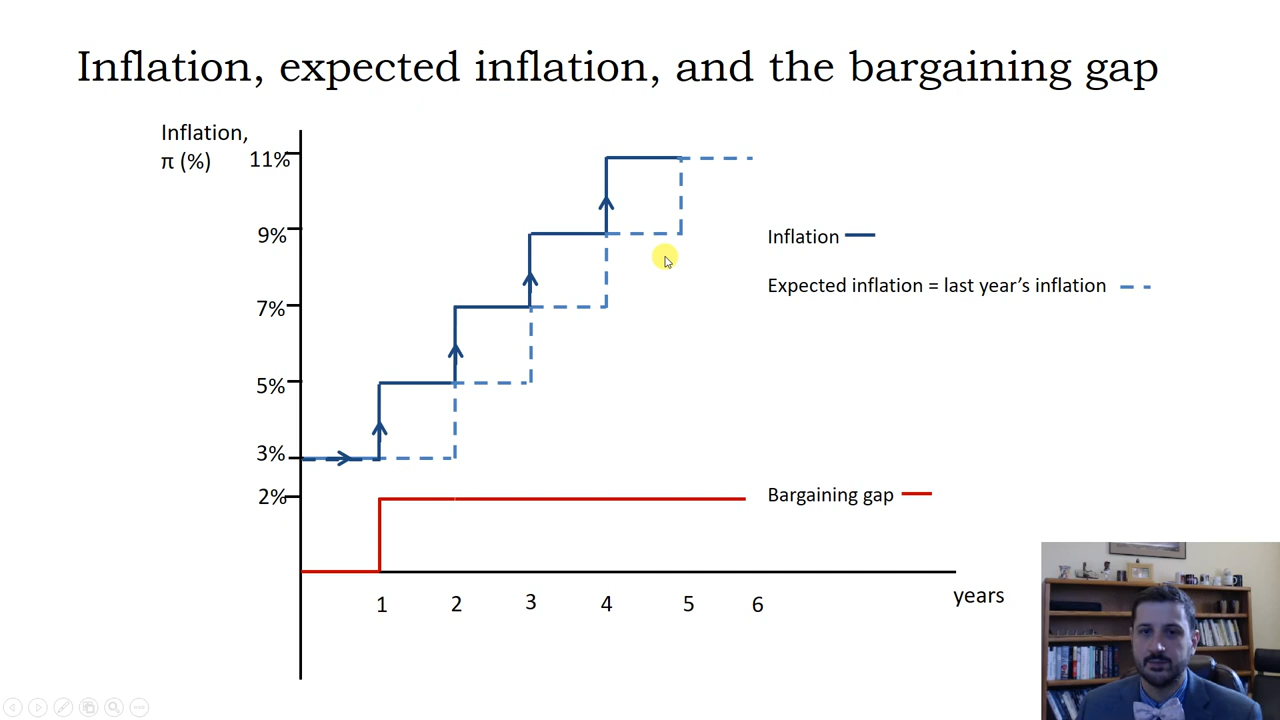 Inflation, expected inflation, and the bargaining gap
Inflation,
π (%)
11%
9%
7%
5%
3%
2%
Inflation
Expected inflation = last year’s inflation
Bargaining gap
1 2 3 4 5 6
years